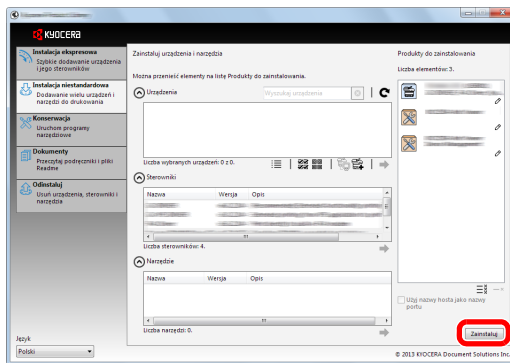 KYOCERA
Instalacja ekspresowa
Szybkie dodawanie urządzenia
i jego sterowników
Instalacja niestandardowa
Dodawanie wielu urządzeń i
narzędzi do drukowania
Konserwacja
Uruchom programy
narzędziowe
Dokumenty
Przeczytaj podręczniki i pliki
Readme
Odinstaluj
Usuń urządzenia, sterowniki i
narzędzia
Język
Polski
Zainstaluj urządzenia i narzędzia
Można przenieść elementy na listę Produkty do zainstalowania.
Urządzenia
Wyszukaj urządzenia
Liczba wybranych urządzeń: 0 z 0.
Sterowniki
Nazwa Wersja Opis
Liczba sterowników: 4.
Narzędzie
Nazwa Wersja Opis
Liczba narzędzi: 0.
Produkty do zainstalowania
Liczba elementów: 3.
Użyj nazwy hosta jako nazwy
portu
Zainstaluj
© 2013 KYOCERA Document Solutions Inc.